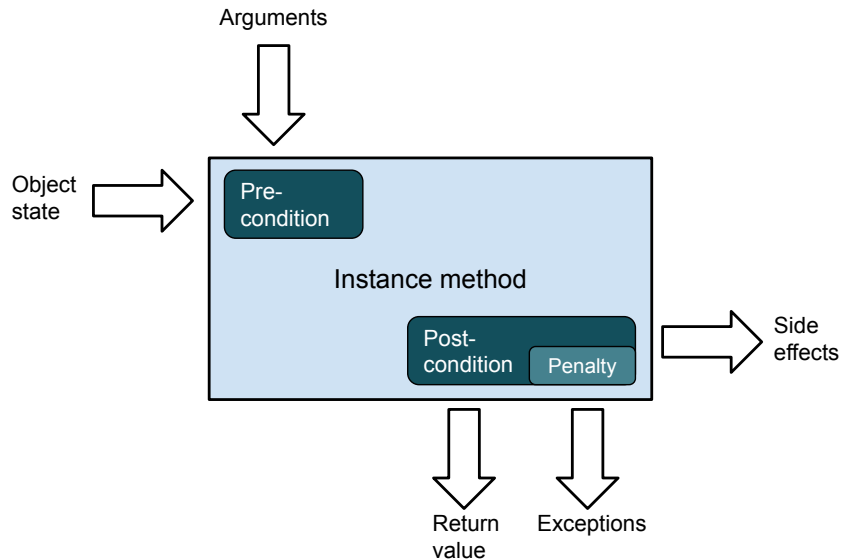 Arguments
Object
state
Pre-
condition
Instance method
Post-
condition
Penalty
Side
effects
Return
value
Exceptions